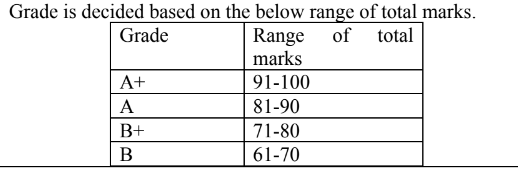 Grade is decided based on the below range of total marks.
Grade Range of total
marks
A+ 91-100
A 81-90
B+ 71-80
B 61-70